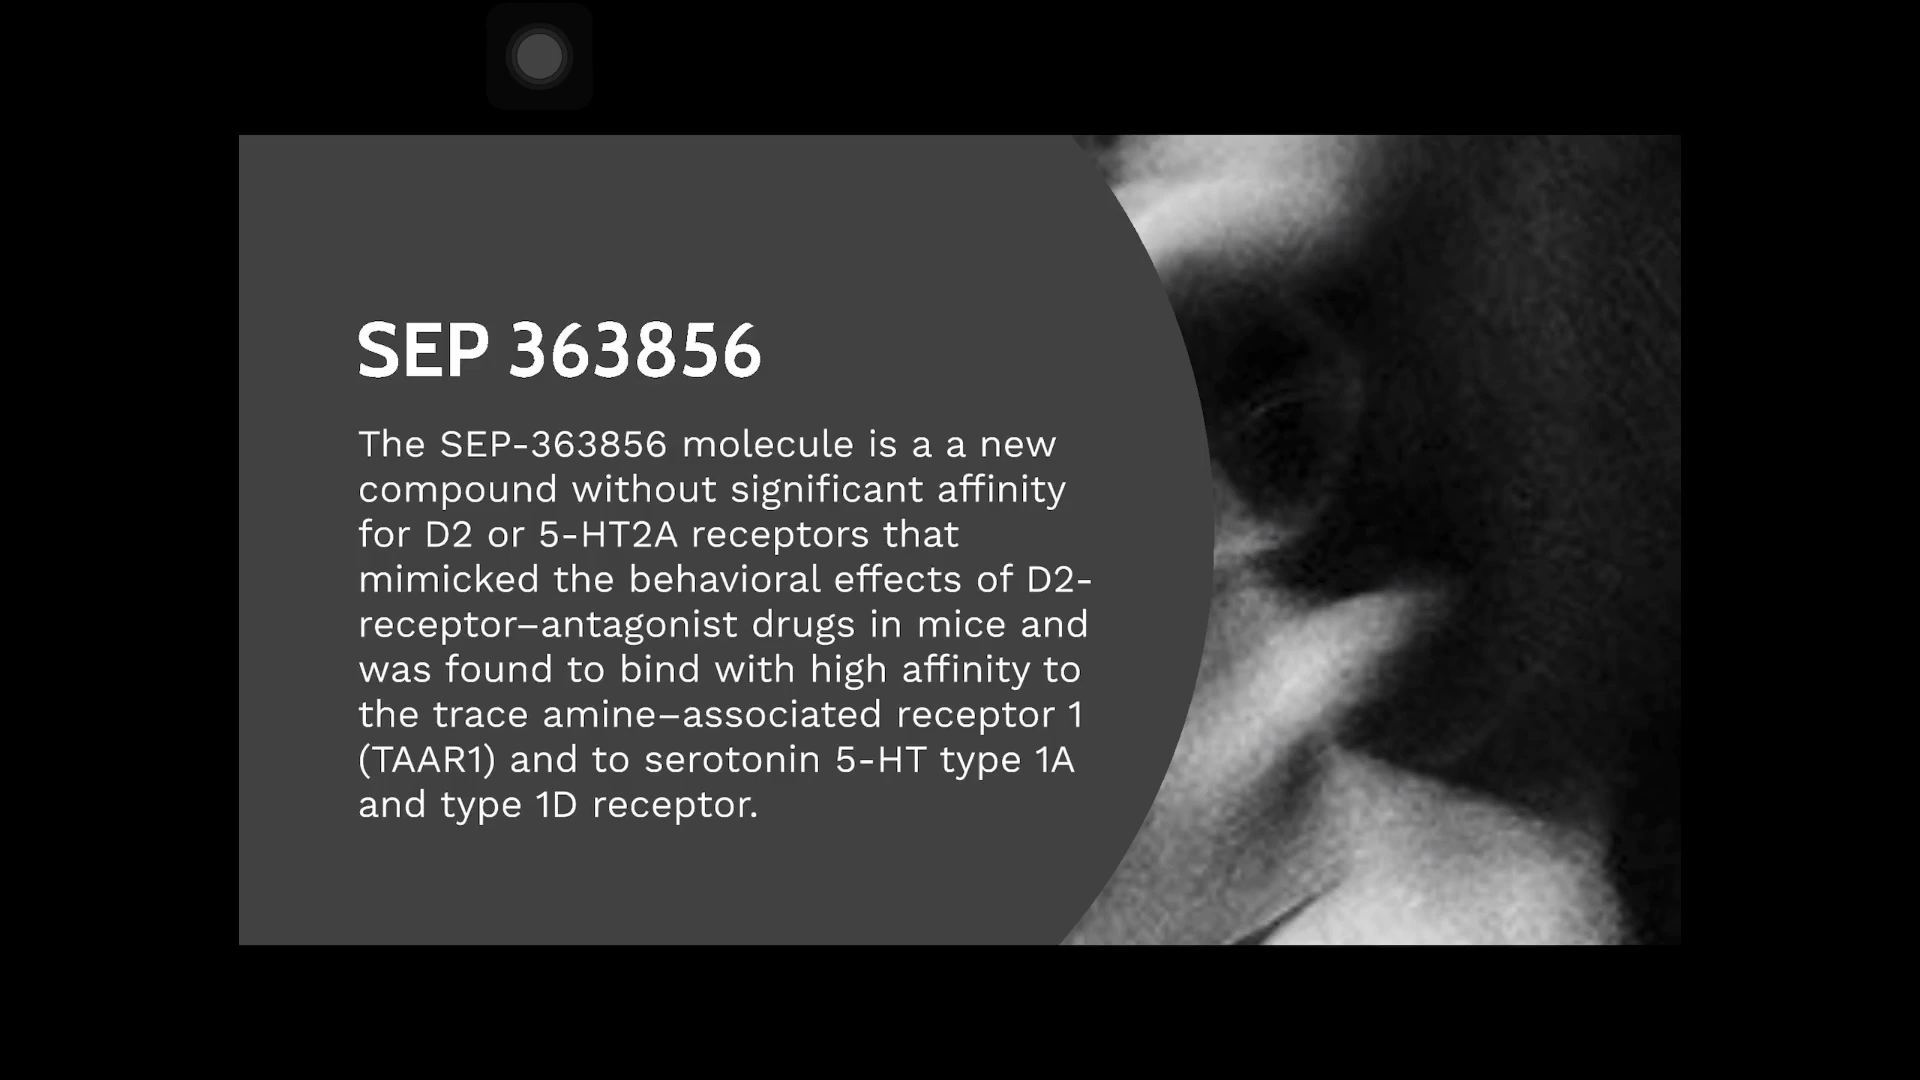 SEP 363856
The SEP-363856 molecule is a a new
compound without significant affinity
for D2 or 5-HT2A receptors that
mimicked the behavioral effects of D2-
receptor–antagonist drugs in mice and
was found to bind with high affinity to
the trace amine–associated receptor 1
(TAAR1) and to serotonin 5-HT type 1A
and type 1D receptor.